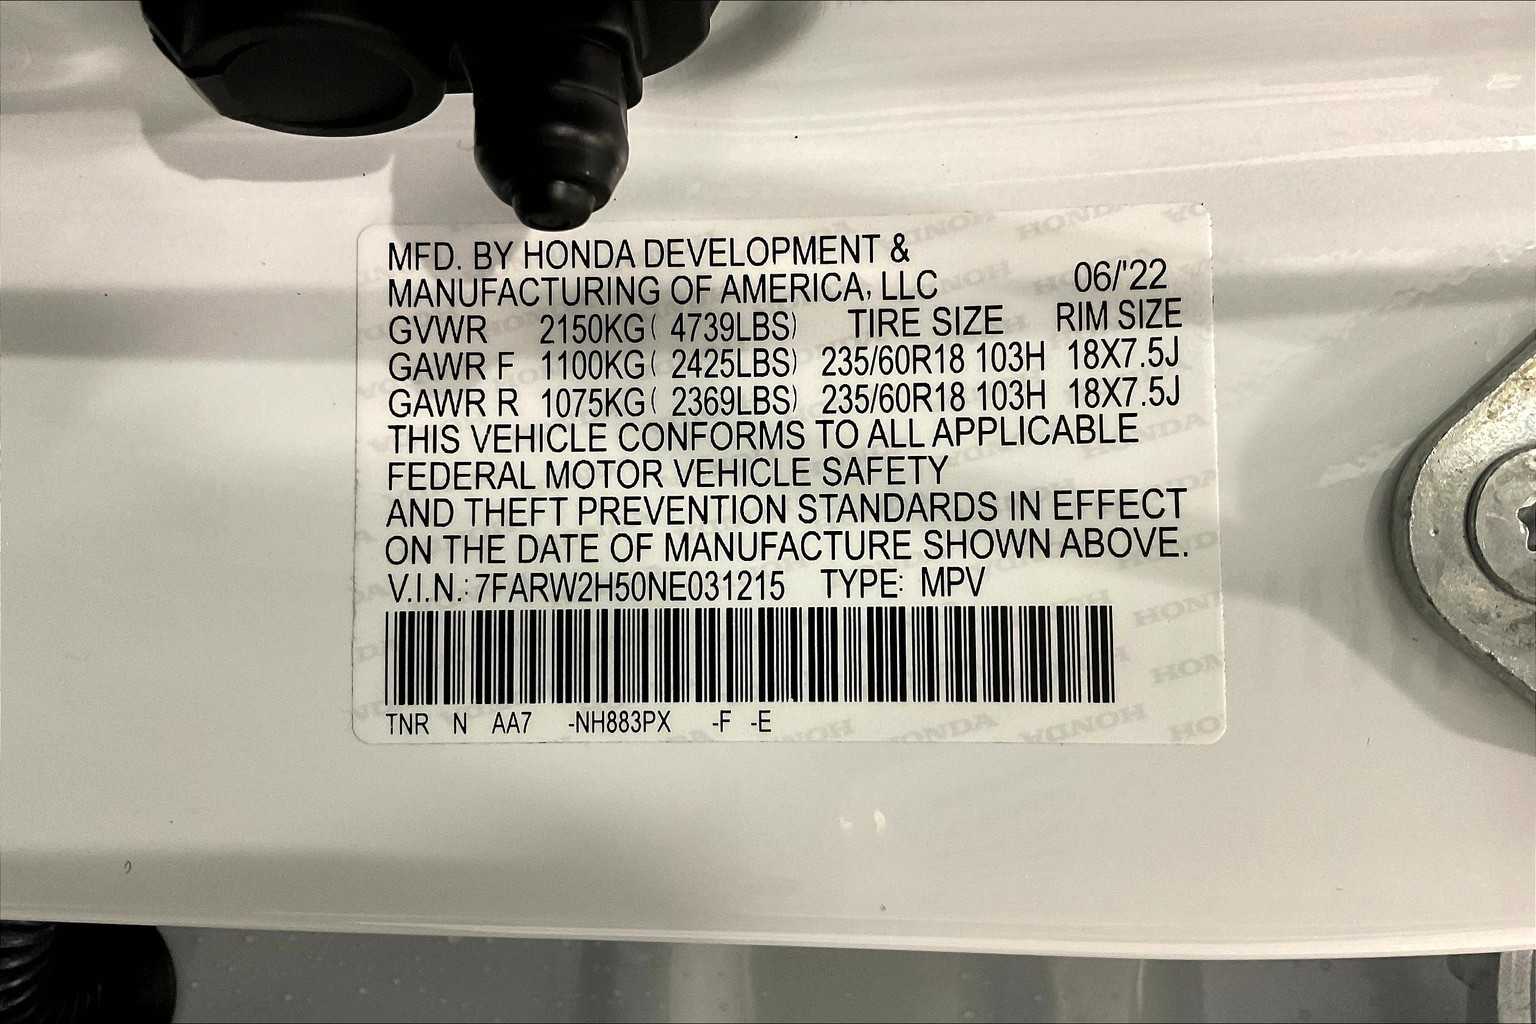 MFD. BY HONDA DEVELOPMENT &
MANUFACTURING OF AMERICA, LLC 06/'22
GVWR 2150KG( 4739LBS) TIRE SIZE RIM SIZE
GAWR F 1100KG( 2425LBS) 235/60R18 103H 18X7.5J
GAWR R 1075KG( 2369LBS) 235/60R18 103H 18X7.5J
THIS VEHICLE CONFORMS TO ALL APPLICABLE
FEDERAL MOTOR VEHICLE SAFETY
AND THEFT PREVENTION STANDARDS IN EFFECT
ON THE DATE OF MANUFACTURE SHOWN ABOVE.
V.I.N.: 7FARW2H50NE031215 TYPE: MPV
TNR N AA7 -NH883PX -F -E